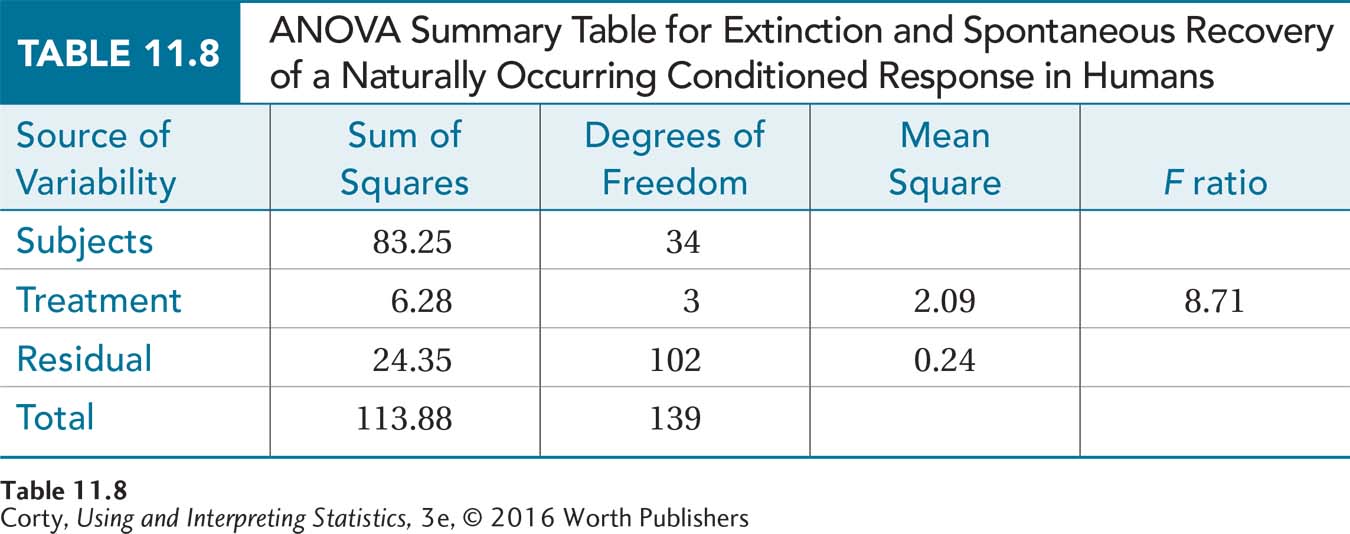 TABLE 11.8
ANOVA Summary Table for Extinction and Spontaneous Recovery
of a Naturally Occurring Conditioned Response in Humans
Source of Variability Sum of Squares Degrees of Freedom Mean Square F ratio
Subjects 83.25 34
Treatment 6.28 3 2.09 8.71
Residual 24.35 102 0.24
Total 113.88 139
Table 11.8
Corty, Using and Interpreting Statistics, 3e, © 2016 Worth Publishers